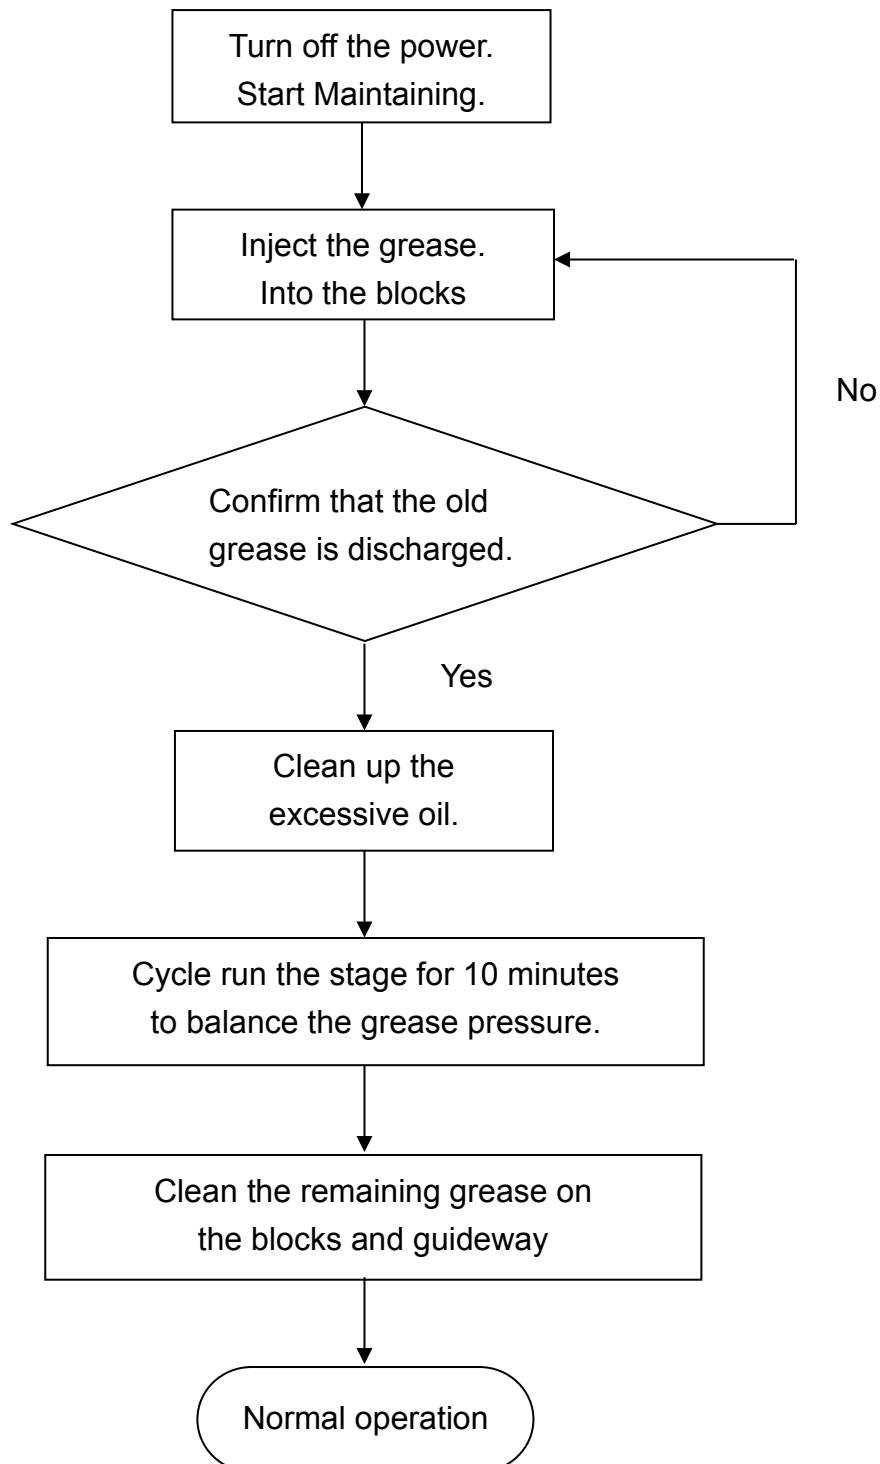 Turn off the power.
Start Maintaining.
Inject the grease.
Into the blocks
No
Confirm that the old
grease is discharged.
Yes
Clean up the
excessive oil.
Cycle run the stage for 10 minutes
to balance the grease pressure.
Clean the remaining grease on
the blocks and guideway
Normal operation